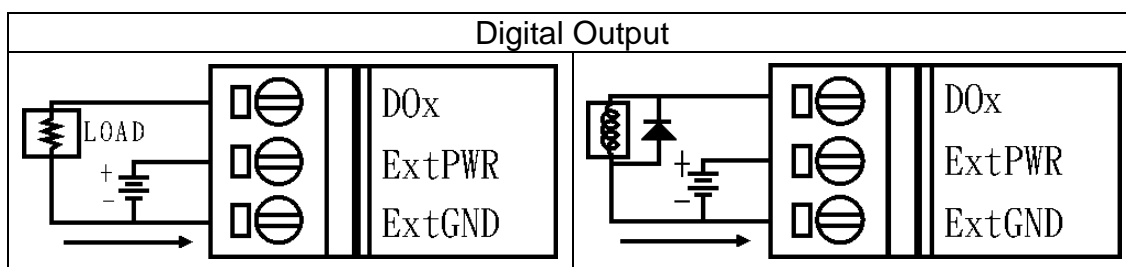 Digital Output
DOx
LOAD
ExtPWR
+
-
ExtGND
DOx
ExtPWR
+
-
ExtGND